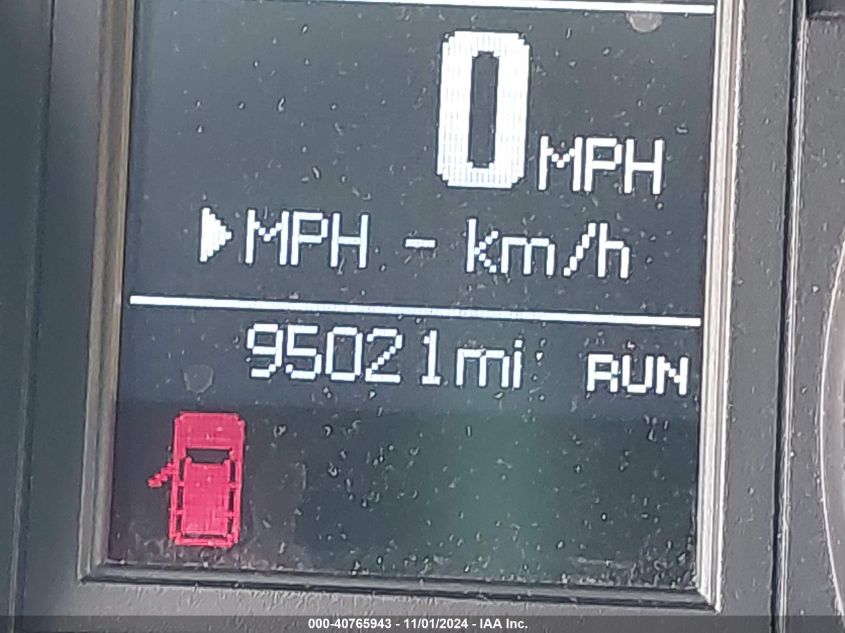 0 MPH
MPH - km/h
95021mi RUN
000-40765943 - 11/01/2024 - IAA Inc.